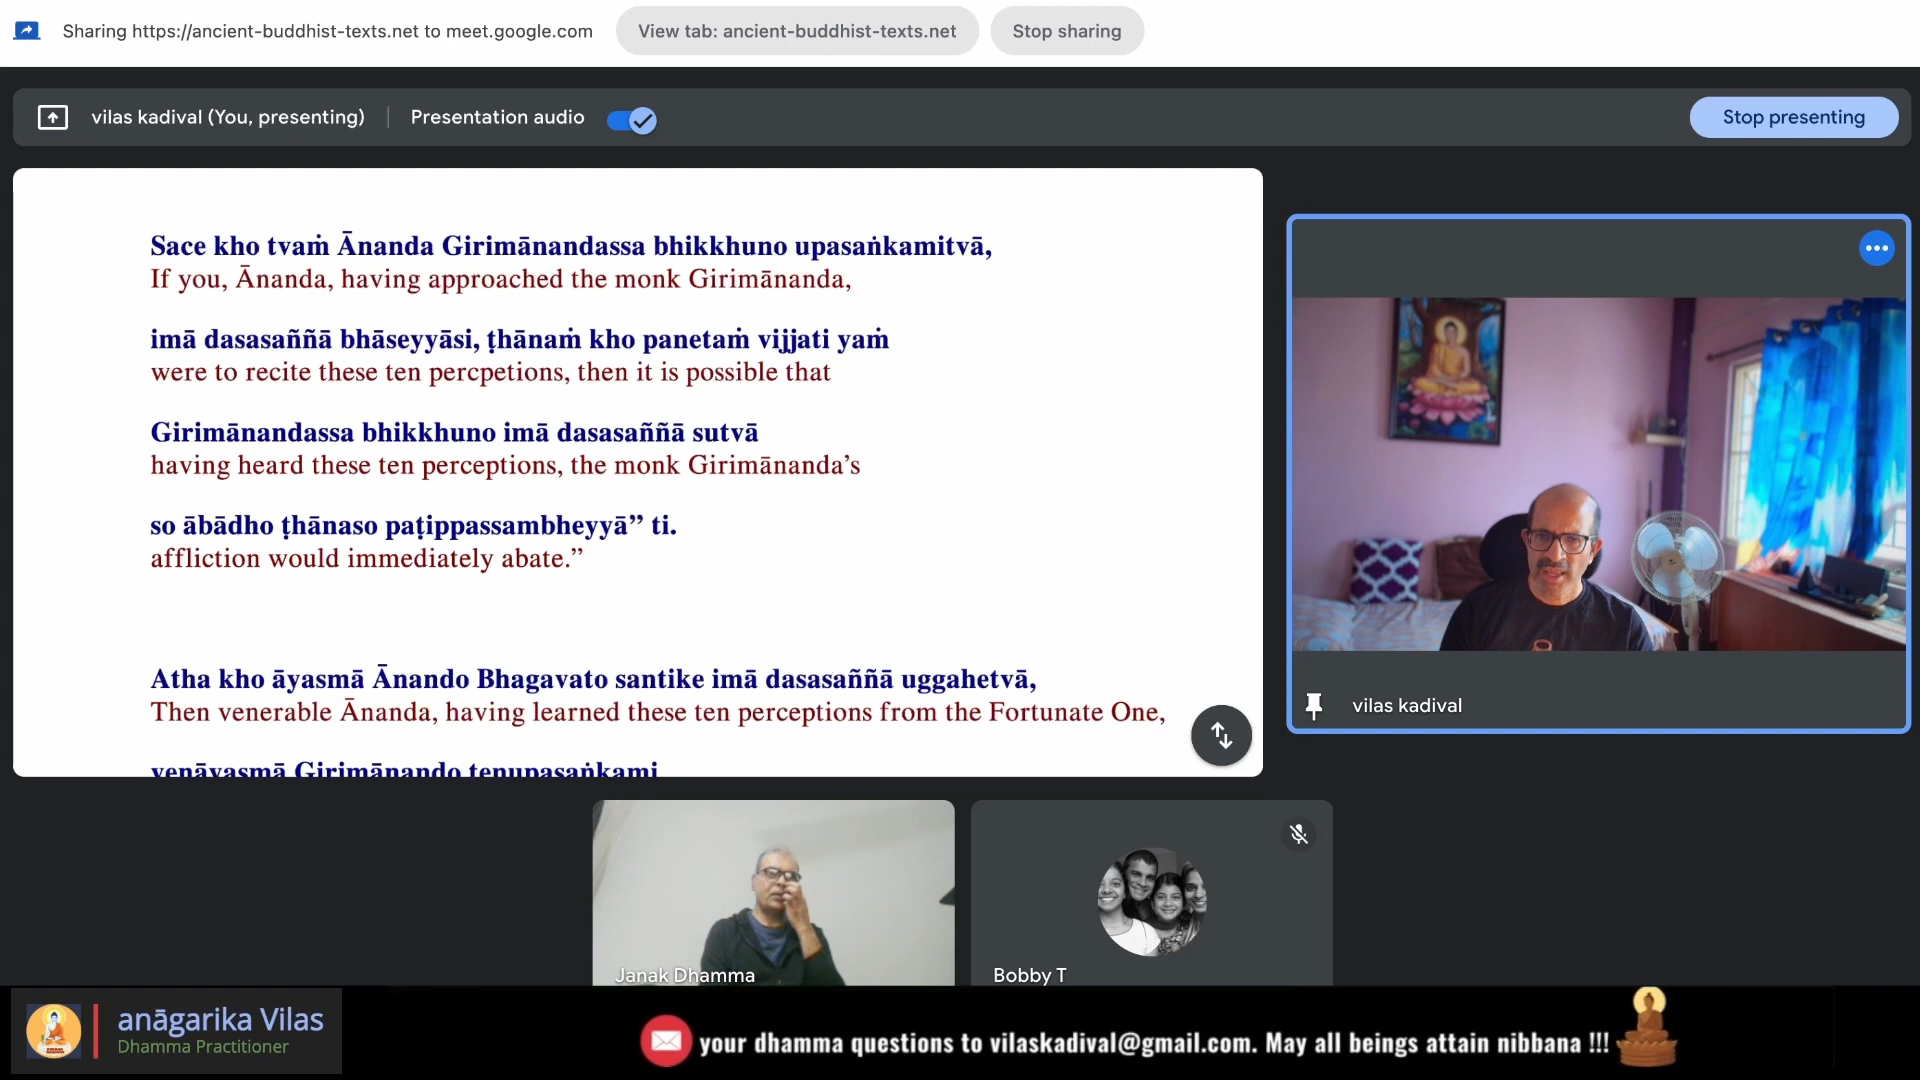 Sharing https://ancient-buddhist-texts.net to meet.google.com
View tab: ancient-buddhist-texts.net
Stop sharing
vilas kadival (You, presenting)
Presentation audio
Stop presenting
Sace kho tvaṁ Ānanda Girimānandassa bhikkhuno upasaṅkamitvā,
If you, Ānanda, having approached the monk Girimānanda,
imā dasasaññā bhāseyyāsi, ṭhānaṁ kho panetaṁ vijjati yaṁ
were to recite these ten percpetions, then it is possible that
Girimānandassa bhikkhuno imā dasasaññā sutvā
having heard these ten perceptions, the monk Girimānanda’s
so ābādho ṭhānaso paṭippassambheyyā” ti.
affliction would immediately abate.”
Atha kho āyasmā Ānando Bhagavato santike imā dasasaññā uggahetvā,
Then venerable Ānanda, having learned these ten perceptions from the Fortunate One,
yenāyasmā Girimānando tenupasaṅkami
vilas kadival
Janak Dhamma
Bobby T
anāgarika Vilas
Dhamma Practitioner
your dhamma questions to vilaskadival@gmail.com. May all beings attain nibbana !!!